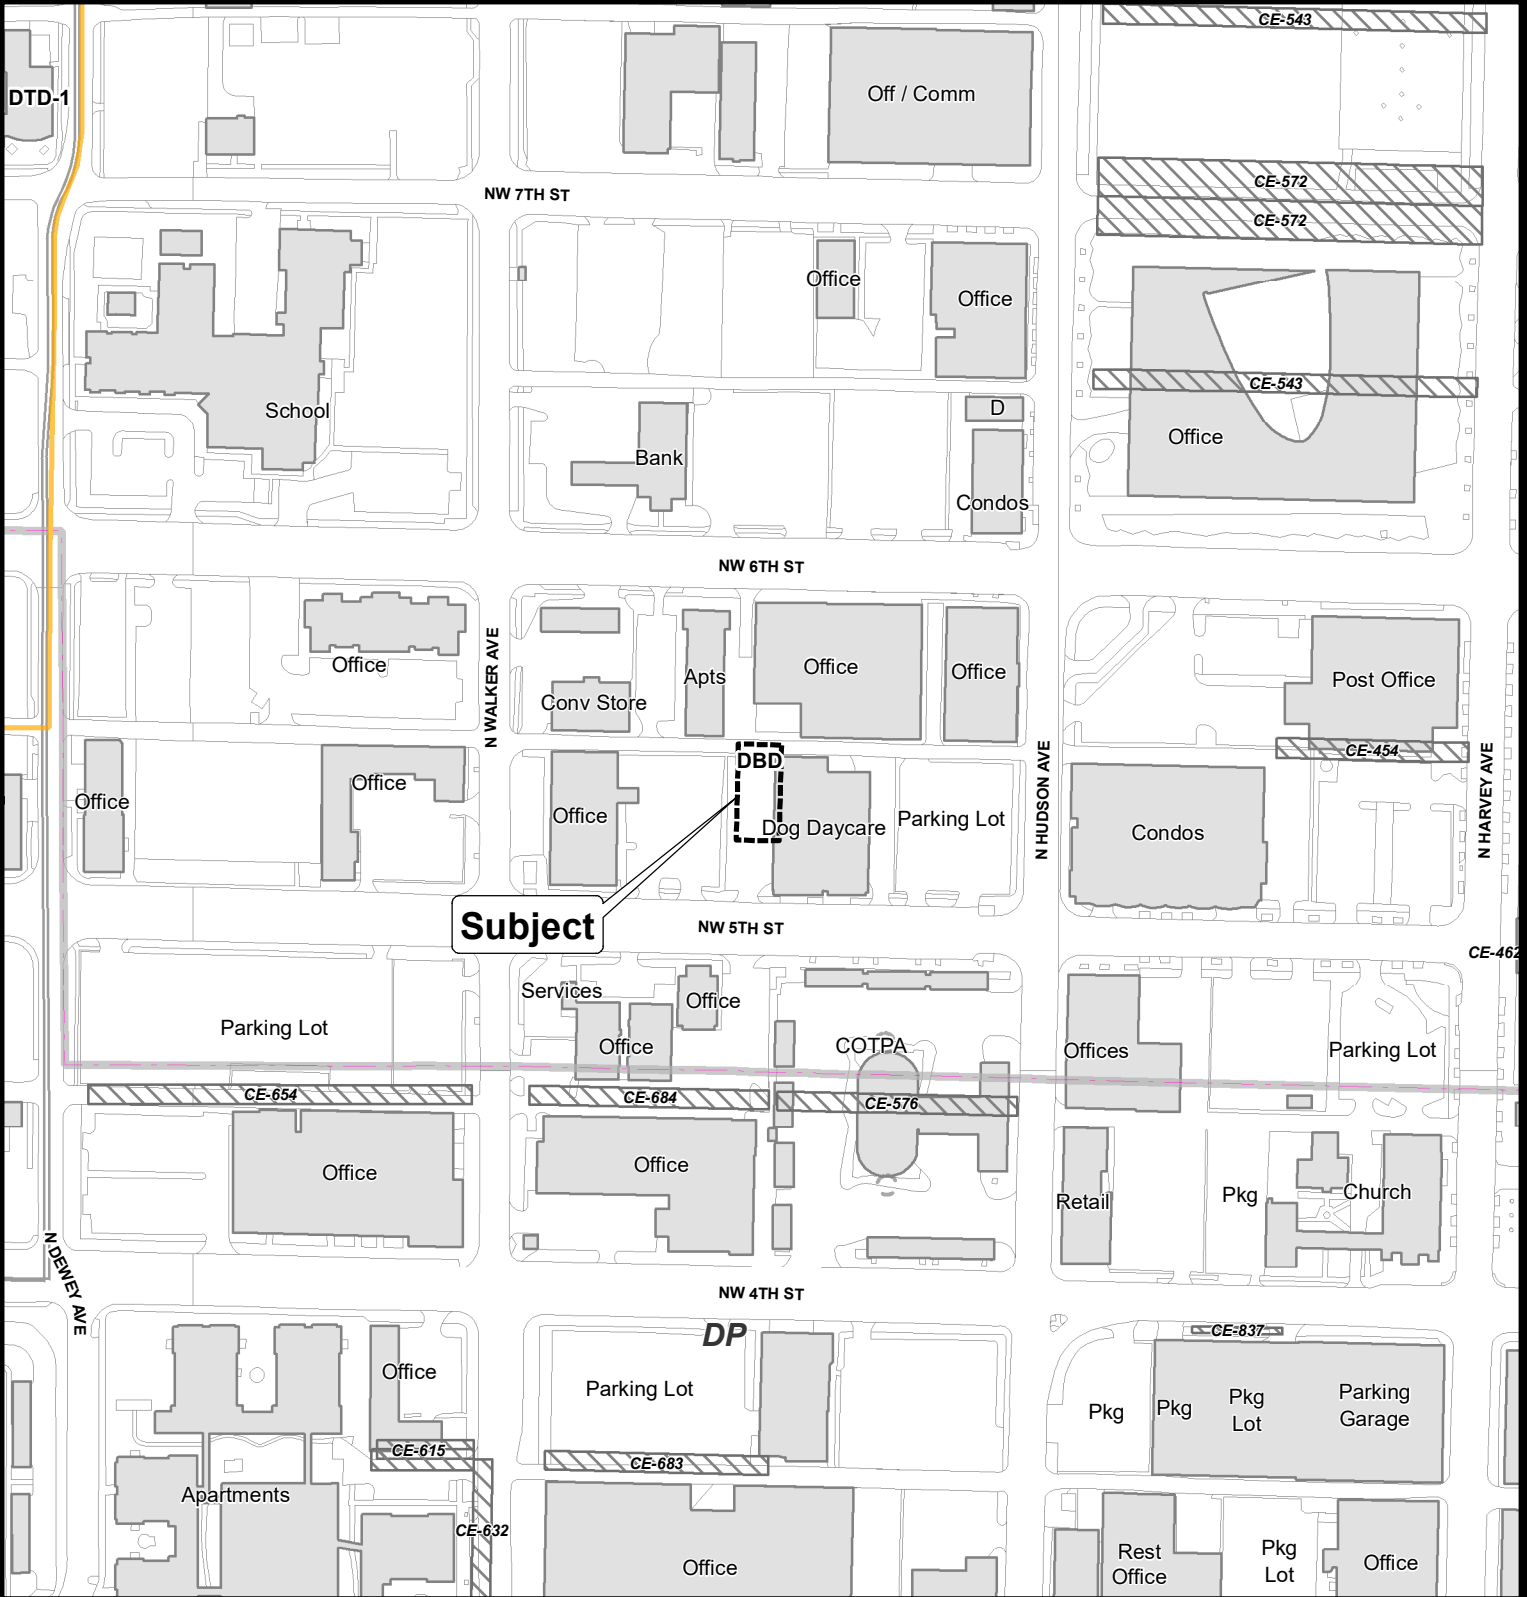 CE-543
DTD-1
Off / Comm
NW 7TH ST
CE-572
CE-572
Office
Office
CE-543
School
D
Office
Bank
Condos
NW 6TH ST
N WALKER AVE
Office
Apts
Office
Office
Post Office
Conv Store
CE-454
N HUDSON AVE
N HARVEY AVE
DBD
Office
Office
Office
Dog Daycare
Parking Lot
Condos
Subject
NW 5TH ST
CE-462
Services
Office
Parking Lot
Office
COTPA
Offices
Parking Lot
CE-654
CE-684
CE-576
Office
Office
Retail
Pkg
Church
N DEWEY AVE
NW 4TH ST
DP
CE-837
Office
Parking Lot
Pkg
Pkg
Pkg
Lot
Parking
Garage
CE-615
CE-683
Apartments
CE-632
Office
Rest
Office
Pkg
Lot
Office